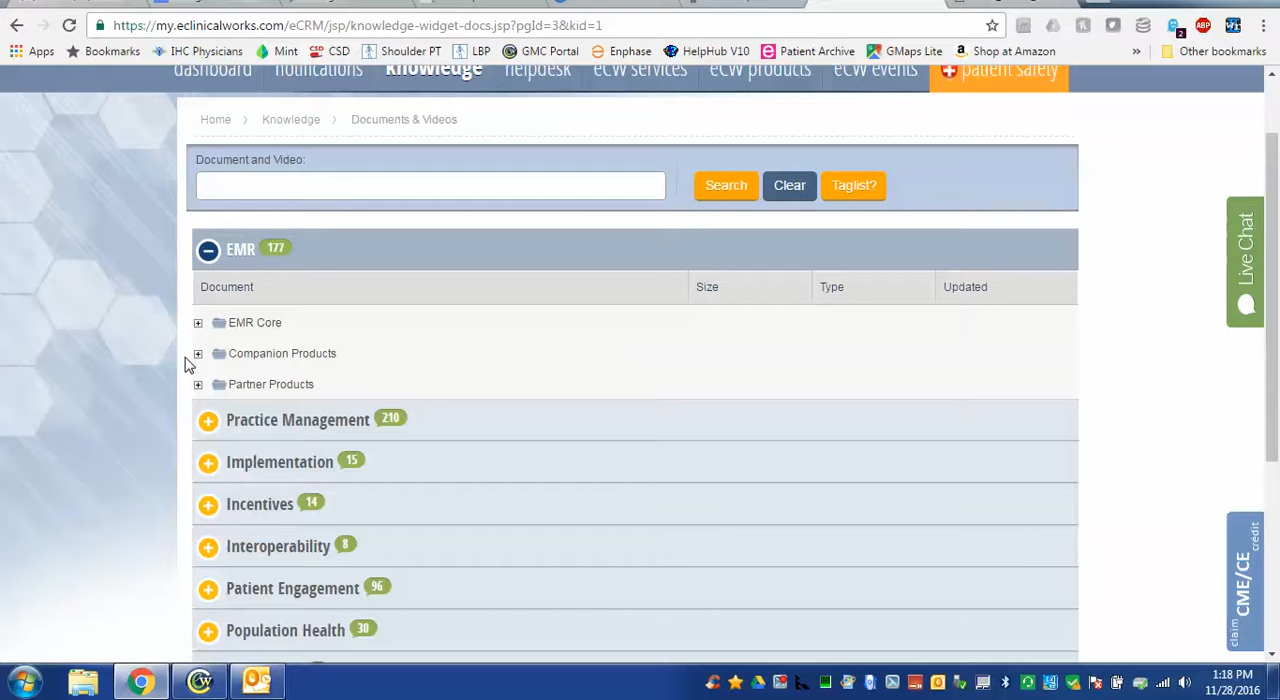 https://my.eclinicalworks.com/eCRM/jsp/knowledge-widget-docs.jsp?pgId=3&kid=1
Apps Bookmarks IHC Physicians Mint CSD Shoulder PT LBP GMC Portal Enphase HelpHub V10 Patient Archive GMaps Lite Shop at Amazon » Other bookmarks
dashboard notifications knowledge helpdesk eCW services eCW products eCW events patient safety
Home > Knowledge > Documents & Videos
Document and Video:
Search Clear Taglist?
EMR 177
Document Size Type Updated
EMR Core
Companion Products
Partner Products
Practice Management 210
Implementation 15
Incentives 14
Interoperability 8
Patient Engagement 96
Population Health 30
Live Chat
claim CME/CE credit
1:18 PM
11/28/2016